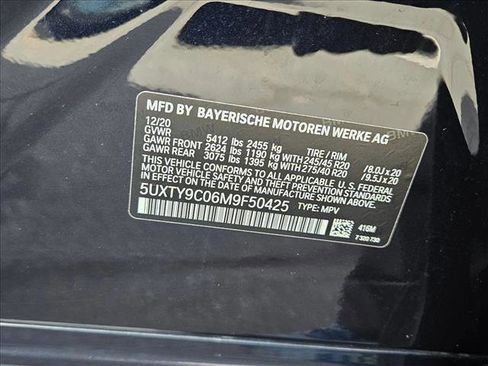 MFD BY BAYERISCHE MOTOREN WERKE AG
12/20
GVWR 5412 lbs 2455 kg TIRE / RIM
GAWR FRONT 2624 lbs 1190 kg WITH 245/45 R20 / 8.0J x 20
GAWR REAR 3075 lbs 1395 kg WITH 275/40 R20 / 9.5J x 20
THIS VEHICLE CONFORMS TO ALL APPLICABLE U.S. FEDERAL
MOTOR VEHICLE SAFETY AND THEFT PREVENTION STANDARDS
IN EFFECT ON THE DATE OF MANUFACTURE SHOWN ABOVE.
5UXTY9C06M9F50425 TYPE: MPV
416M
7320730